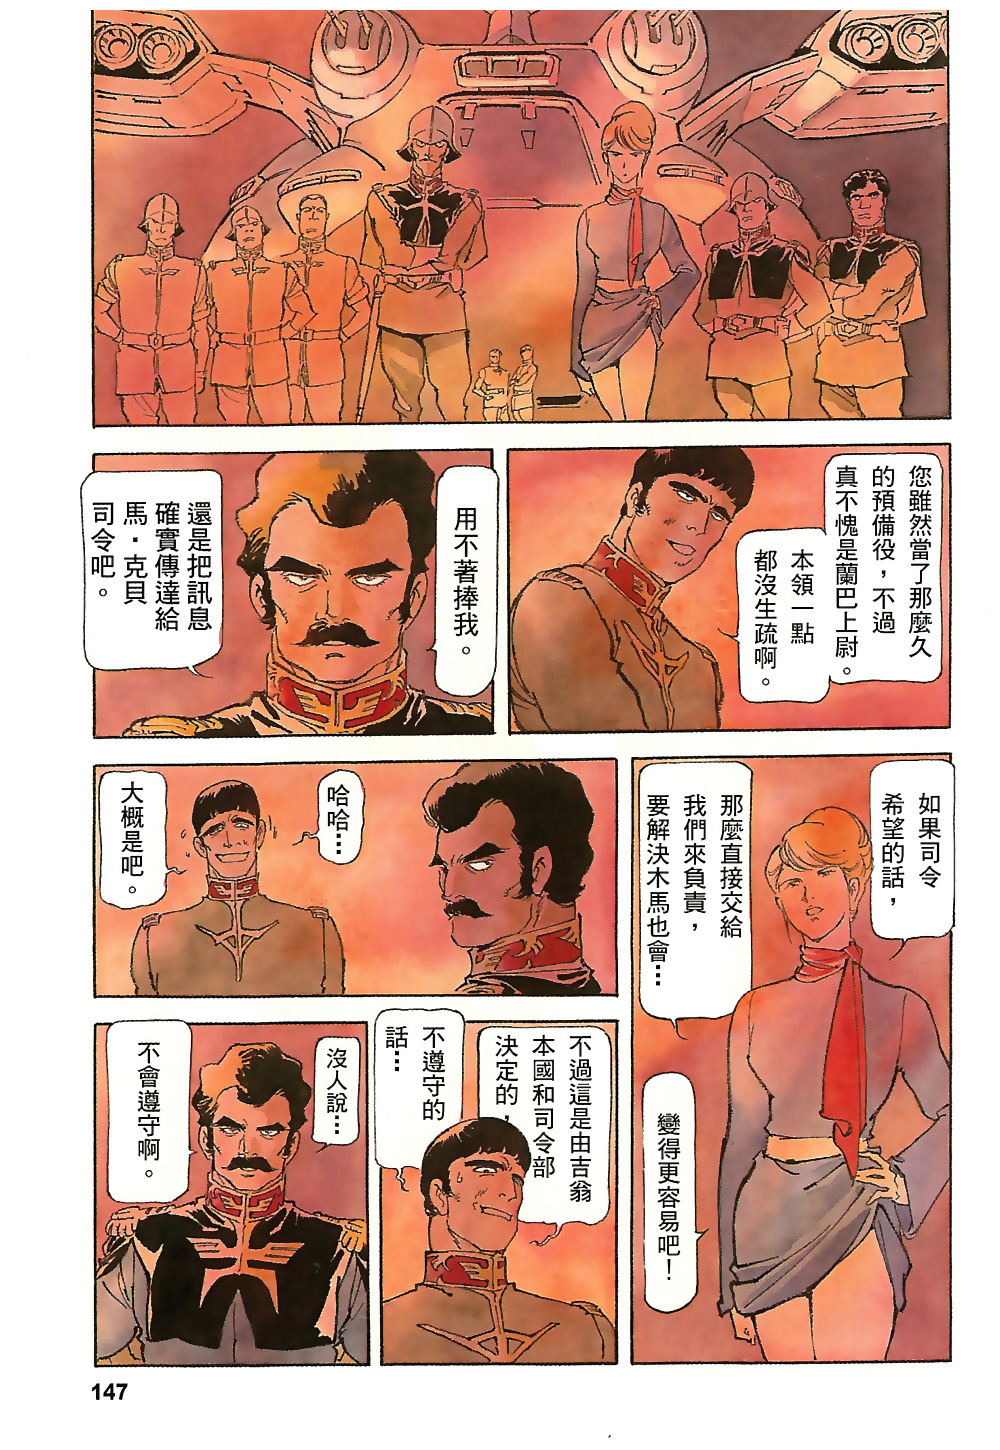 您雖然當了那麼久
的預備役，不過
真不愧是蘭巴上尉。
本領一點
都沒生疏啊。
用不著捧我。
還是把訊息
確實傳達給
馬·克貝
司令吧。
如果司令
希望的話，
那麼直接交給
我們來負責，
要解決木馬也會…
變得更容易吧！
哈哈…
大概是吧。
不過這是由吉翁
本國和司令部
決定的，
不遵守的
話…
沒人說…
不會遵守啊。
147